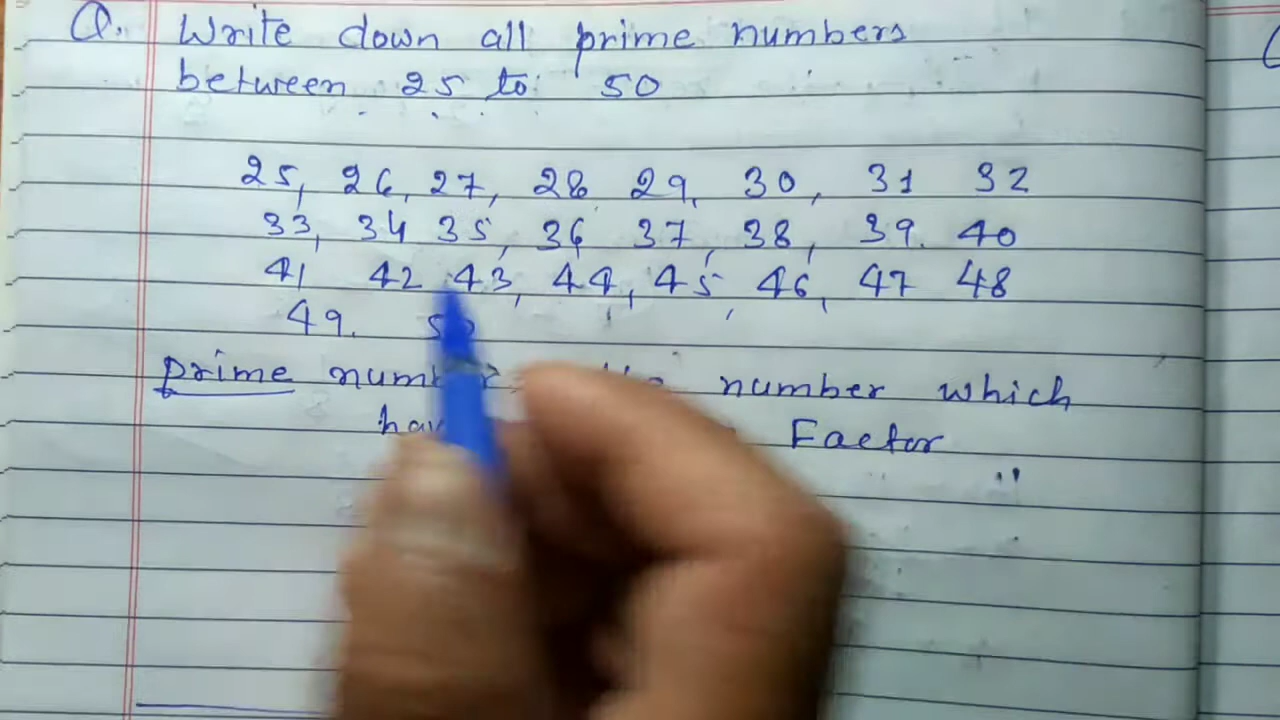 Q. Write down all prime numbers
between 25 to 50
25, 26, 27, 28 29, 30, 31 32
33, 34 35, 36 37, 38, 39. 40
41 42 43, 44, 45, 46, 47 48
49. 50
prime number which
Factor